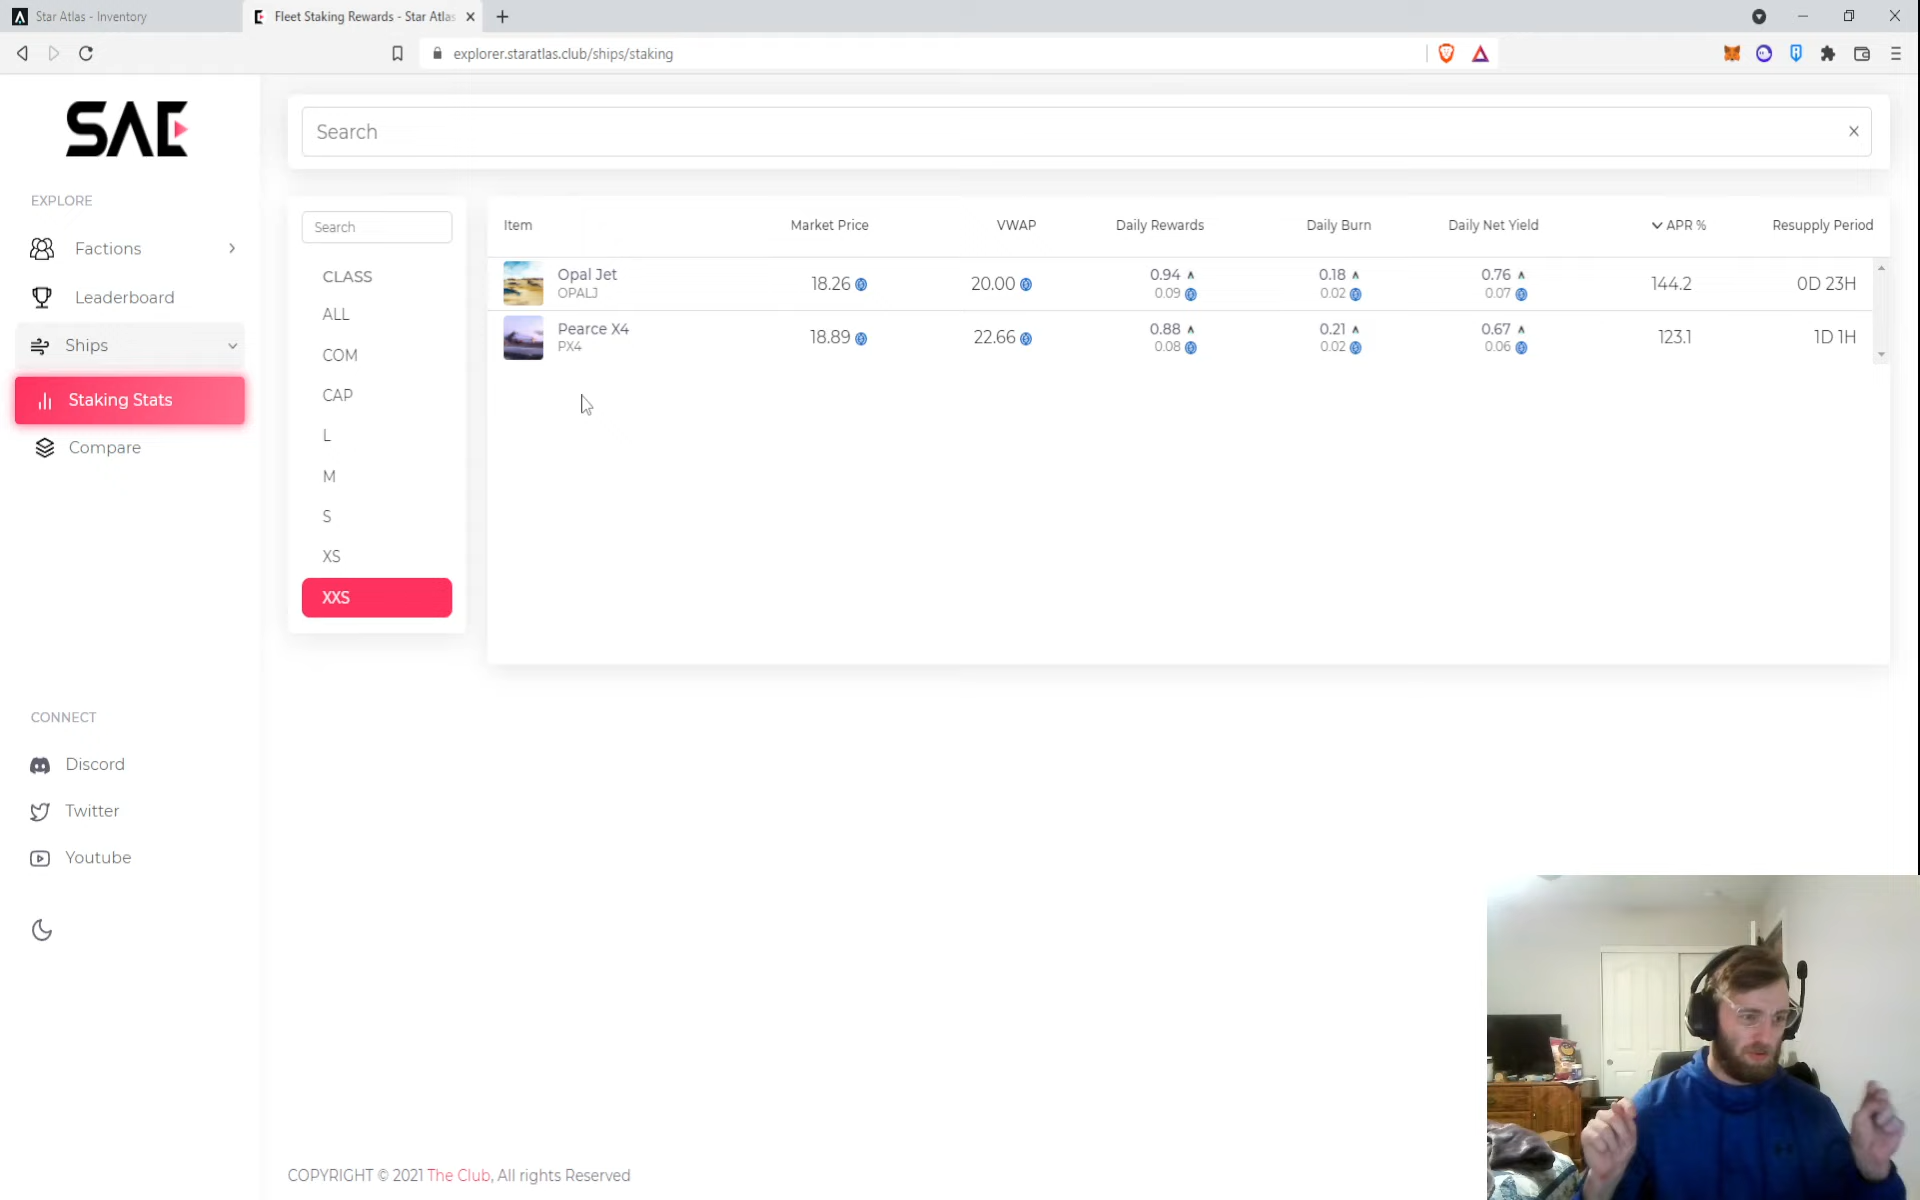 Star Atlas - Inventory
Fleet Staking Rewards - Star Atlas
explorer.staratlas.club/ships/staking
SAE
Search
EXPLORE
Factions
Leaderboard
Ships
Staking Stats
Compare
Search
CLASS
ALL
COM
CAP
L
M
S
XS
XXS
Item Market Price VWAP Daily Rewards Daily Burn Daily Net Yield APR % Resupply Period
Opal Jet 18.26 20.00 0.94 0.18 0.76 144.2 0D 23H
OPALJ 0.09 0.02 0.07
Pearce X4 18.89 22.66 0.88 0.21 0.67 123.1 1D 1H
PX4 0.08 0.02 0.06
CONNECT
Discord
Twitter
Youtube
COPYRIGHT © 2021 The Club, All rights Reserved